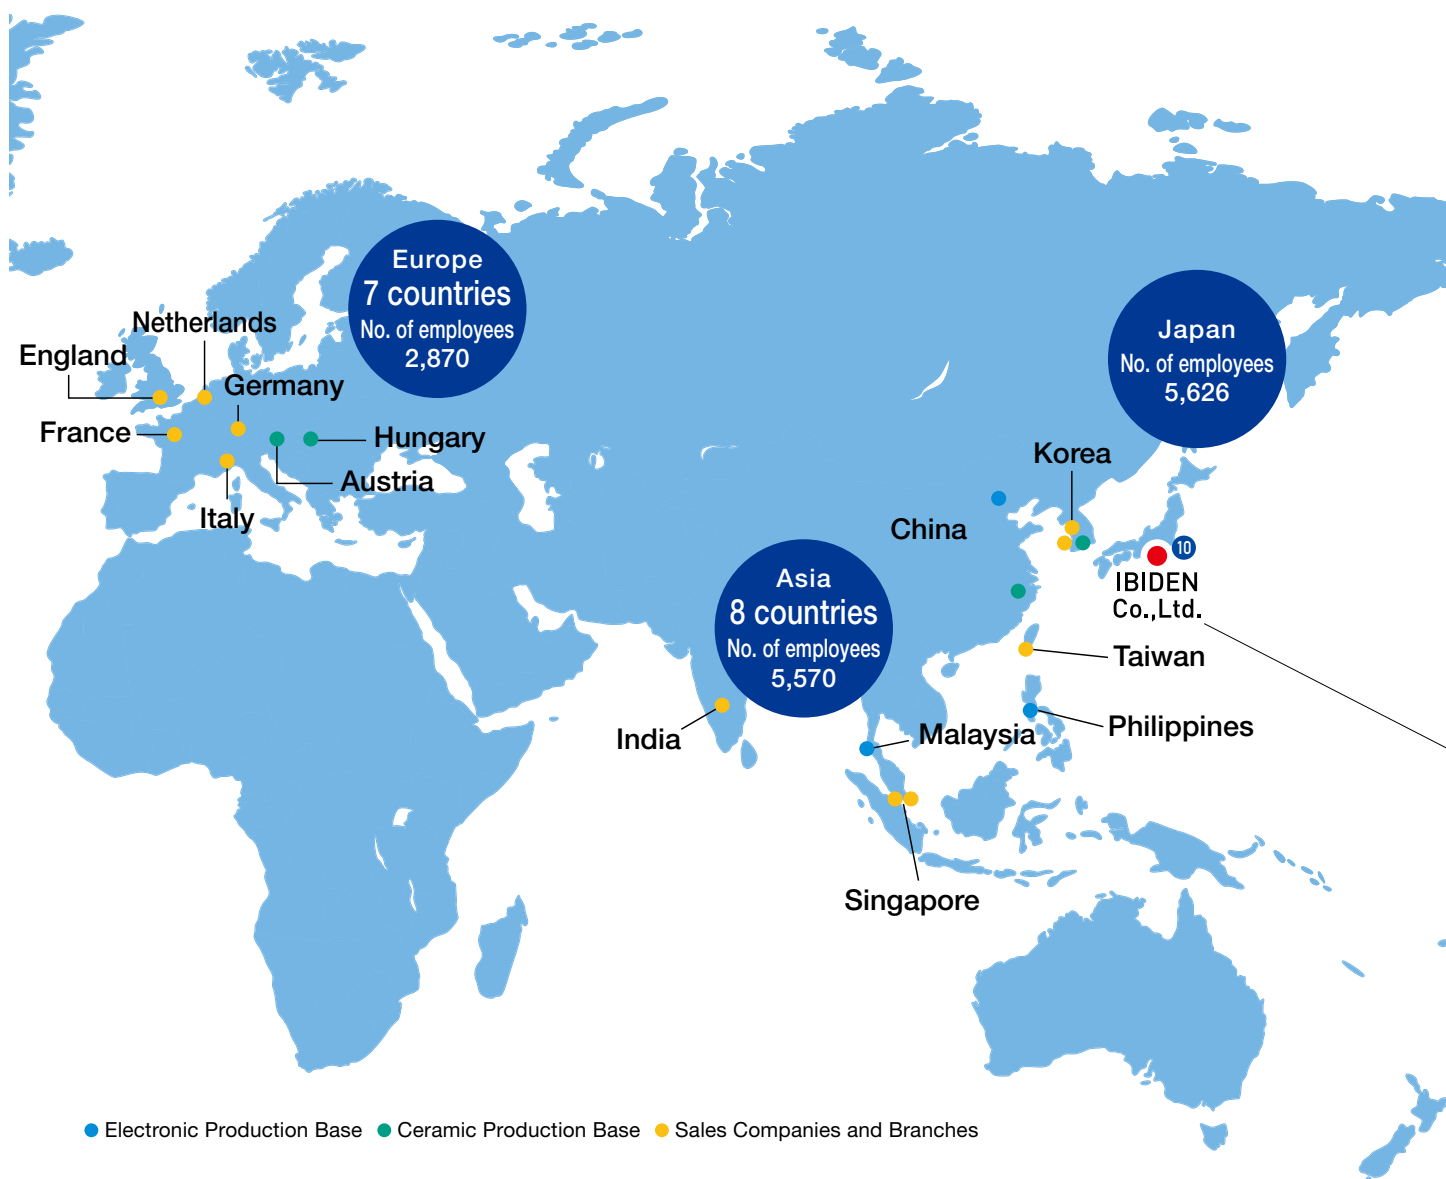 Europe
7 countries
No. of employees
2,870
Netherlands
England
Germany
France
Hungary
Austria
Italy
Japan
No. of employees
5,626
Korea
China
10
IBIDEN
Co.,Ltd.
Asia
8 countries
No. of employees
5,570
Taiwan
India
Malaysia
Philippines
Singapore
Electronic Production Base
Ceramic Production Base
Sales Companies and Branches